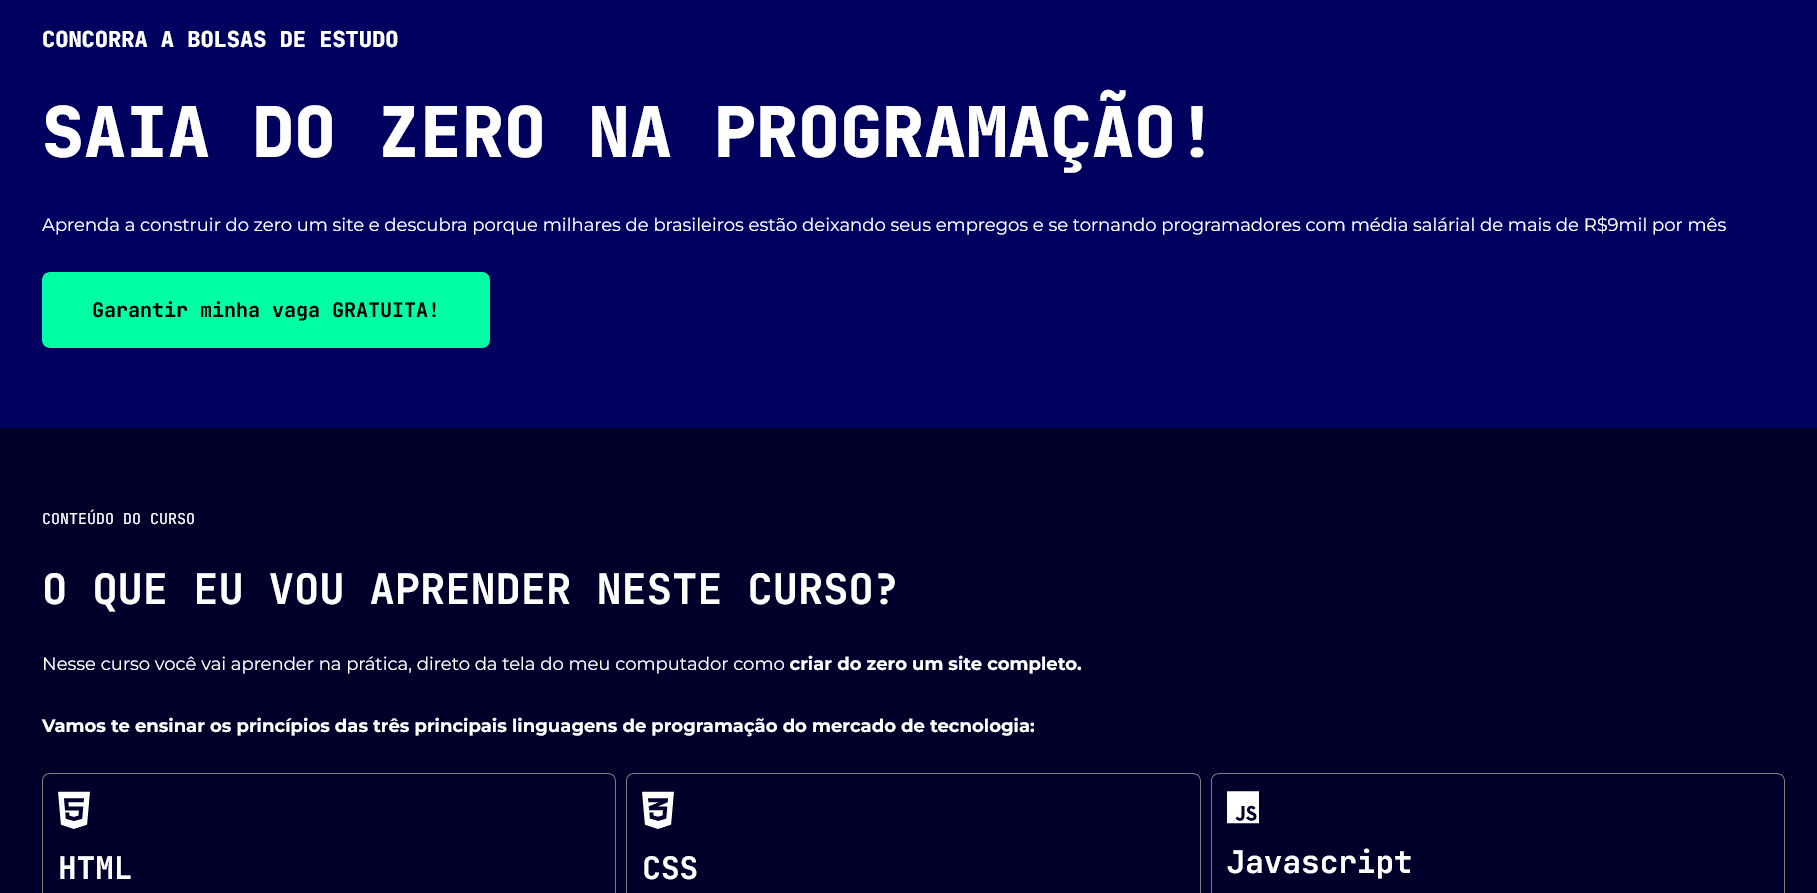 CONCORRA A BOLSAS DE ESTUDO
SAIA DO ZERO NA PROGRAMAÇÃO!
Aprenda a construir do zero um site e descubra porque milhares de brasileiros estão deixando seus empregos e se tornando programadores com média salárial de mais de R$9mil por mês
Garantir minha vaga GRATUITA!
CONTEÚDO DO CURSO
O QUE EU VOU APRENDER NESTE CURSO?
Nesse curso você vai aprender na prática, direto da tela do meu computador como criar do zero um site completo.
Vamos te ensinar os princípios das três principais linguagens de programação do mercado de tecnologia:
5
3
JS
HTML
CSS
Javascript